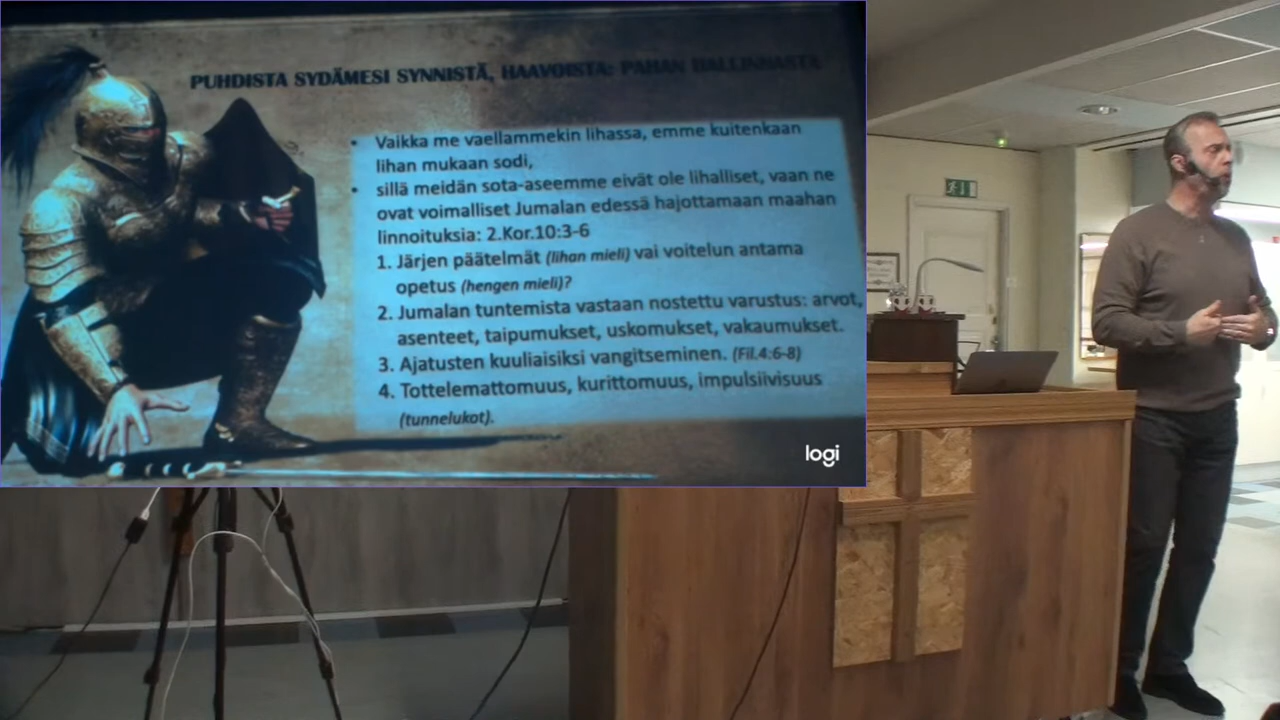 PUHDISTA SYDÄMESI SYNNISTÄ, HAAVOISTA: PAHAN HALLINNASTA
• Vaikka me vaellammekin lihassa, emme kuitenkaan
lihan mukaan sodi,
• sillä meidän sota-aseemme eivät ole lihalliset, vaan ne
ovat voimalliset Jumalan edessä hajottamaan maahan
linnoituksia: 2.Kor.10:3-6
1. Järjen päätelmät (lihan mieli) vai voitelun antama
opetus (hengen mieli)?
2. Jumalan tuntemista vastaan nostettu varustus: arvot,
asenteet, taipumukset, uskomukset, vakaumukset.
3. Ajatusten kuuliaisiksi vangitseminen. (Fil.4:6-8)
4. Tottelemattomuus, kurittomuus, impulsiivisuus
(tunnelukot).
logi